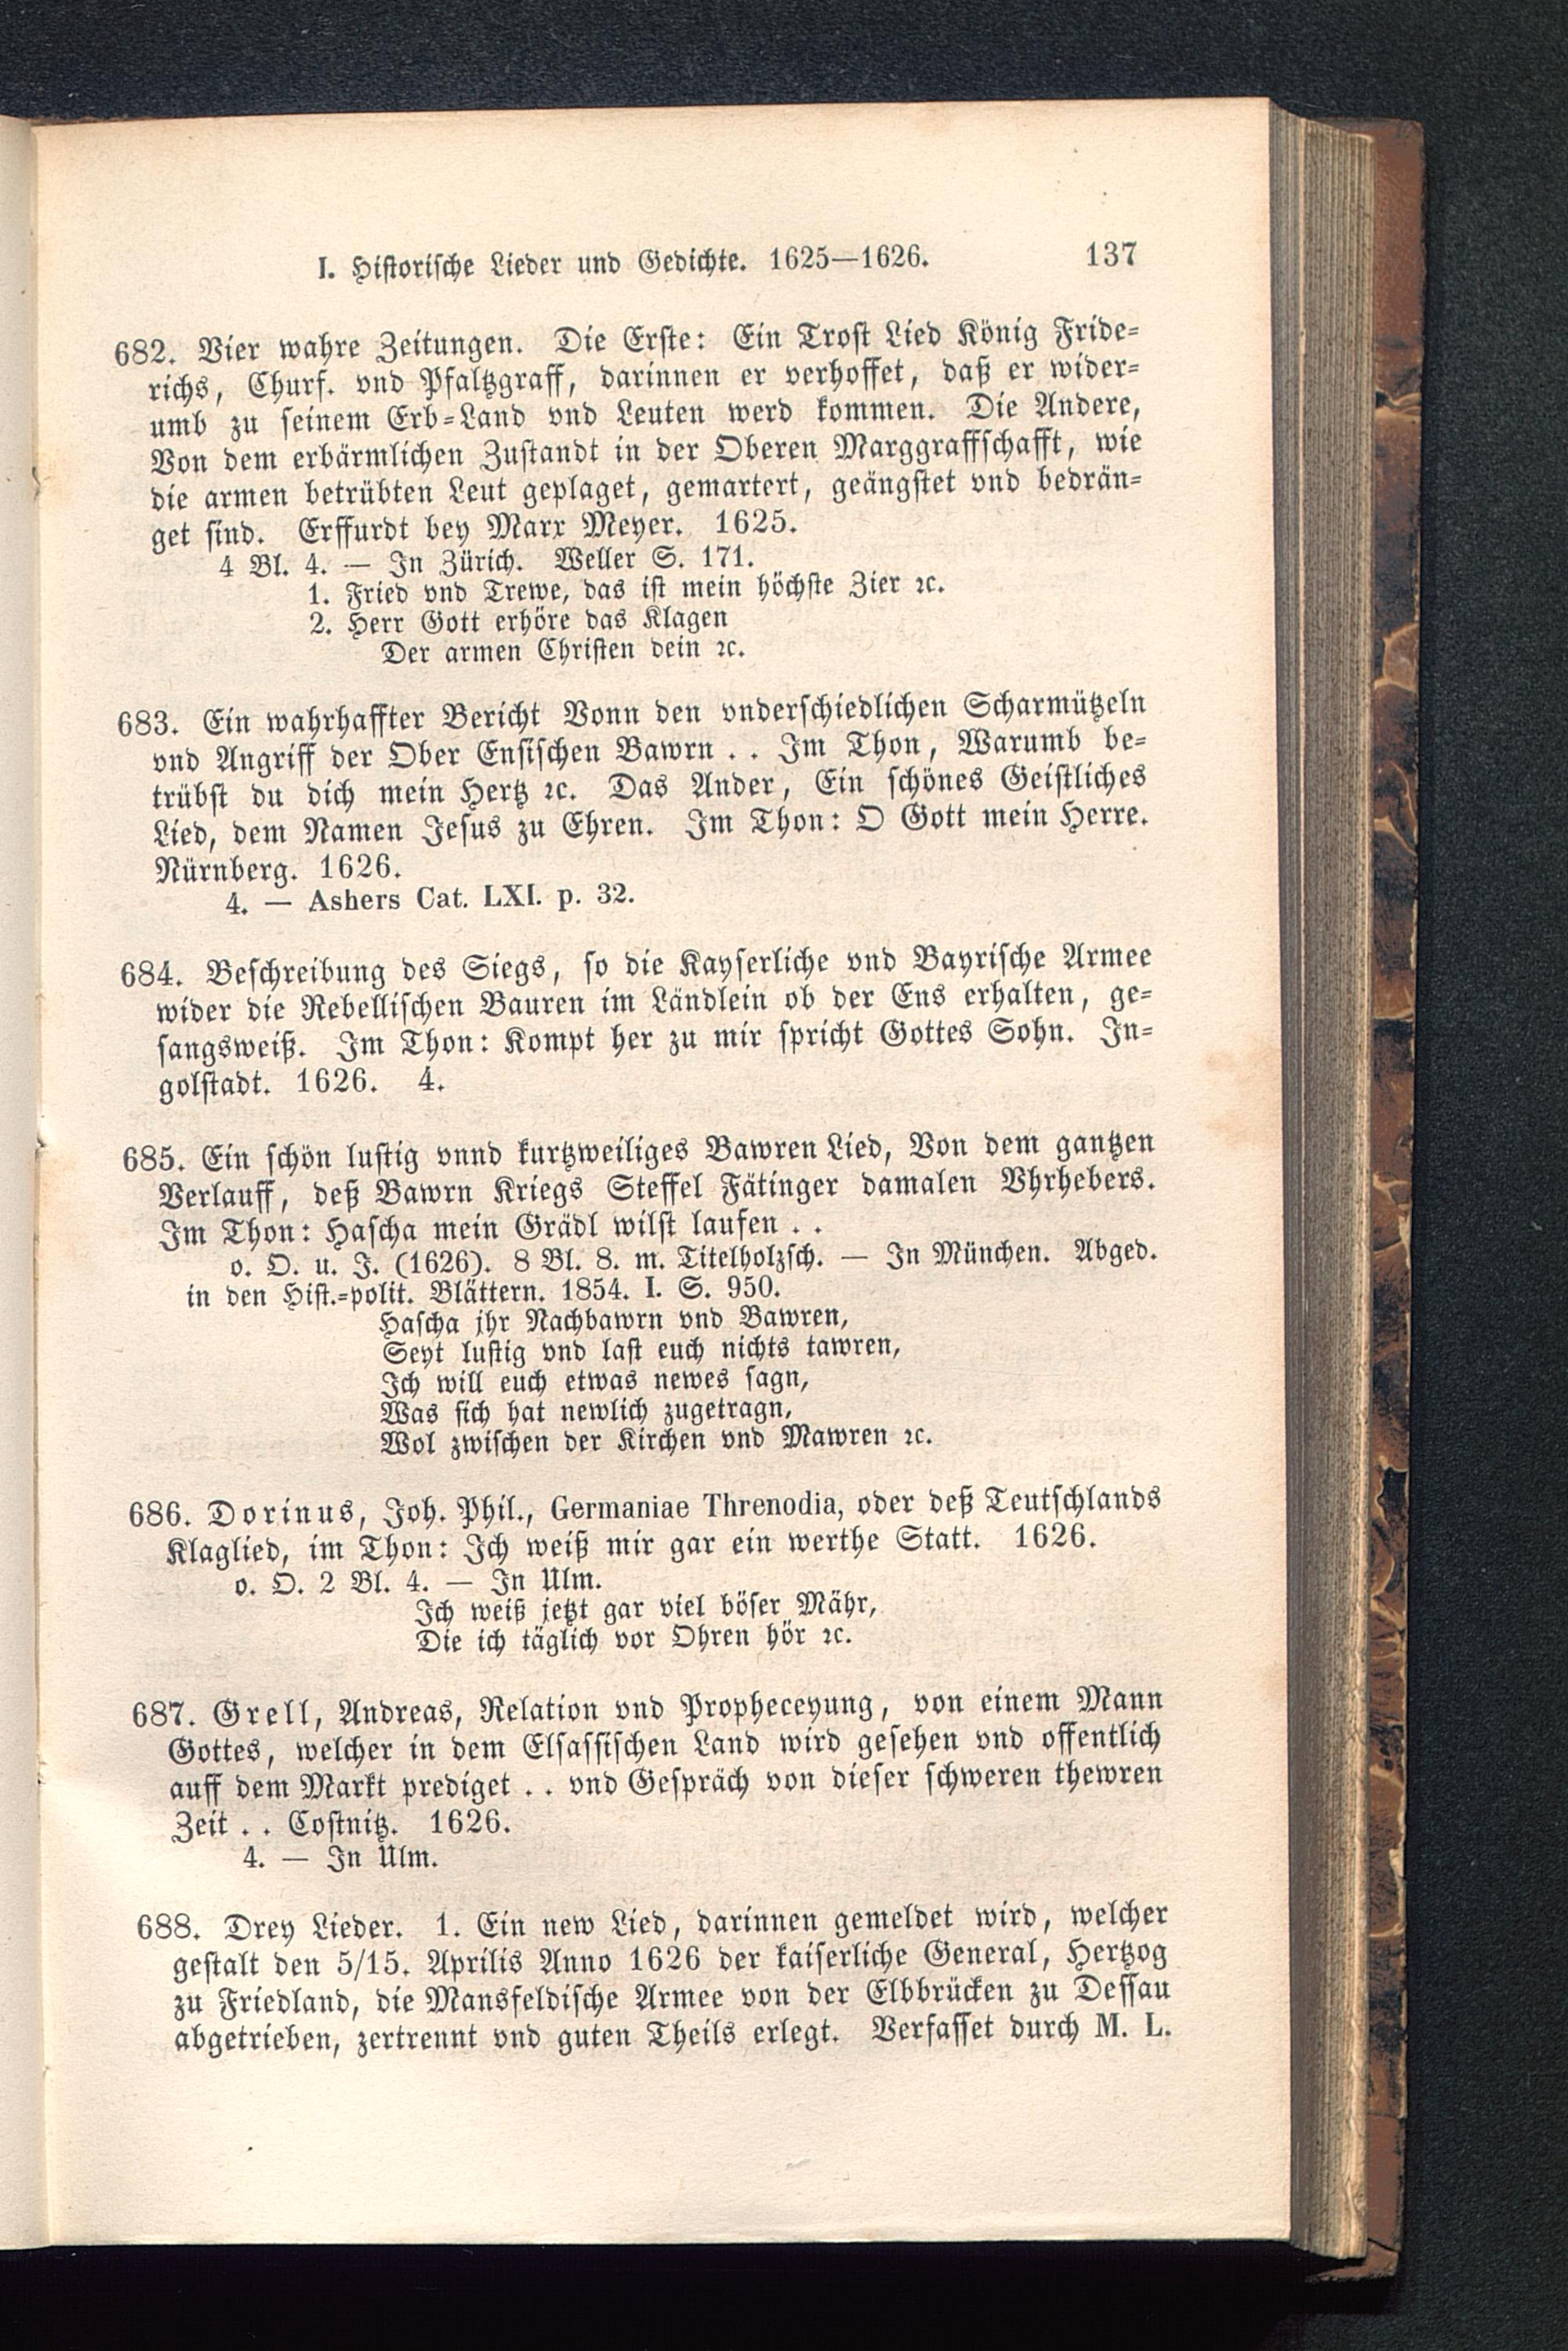 I. Historische Lieder und Gedichte. 1625—1626. 137
682. Vier wahre Zeitungen. Die Erste: Ein Trost Lied König Fride-
richs, Churf. vnd Pfaltzgraff, darinnen er verhoffet, daß er wider-
umb zu seinem Erb-Land vnd Leuten werd kommen. Die Andere,
Von dem erbärmlichen Zustandt in der Oberen Marggraffschafft, wie
die armen betrübten Leut geplaget, gemartert, geängstet vnd bedrän-
get sind. Erffurdt bey Marx Meyer. 1625.
4 Bl. 4. — In Zürich. Weller S. 171.
1. Fried vnd Trewe, das ist mein höchste Zier ꝛc.
2. Herr Gott erhöre das Klagen
Der armen Christen dein ꝛc.
683. Ein wahrhaffter Bericht Vonn den vnderschiedlichen Scharmützeln
vnd Angriff der Ober Ensischen Bawrn . . Im Thon, Warumb be-
trübst du dich mein Hertz ꝛc. Das Ander, Ein schönes Geistliches
Lied, dem Namen Jesus zu Ehren. Im Thon: O Gott mein Herre.
Nürnberg. 1626.
4. — Ashers Cat. LXI. p. 32.
684. Beschreibung des Siegs, so die Kayserliche vnd Bayrische Armee
wider die Rebellischen Bauren im Ländlein ob der Ens erhalten, ge-
sangsweiß. Im Thon: Kompt her zu mir spricht Gottes Sohn. In-
golstadt. 1626. 4.
685. Ein schön lustig vnnd kurtzweiliges Bawren Lied, Von dem gantzen
Verlauff, deß Bawrn Kriegs Steffel Fätinger damalen Vhrhebers.
Im Thon: Hascha mein Grädl wilst laufen . .
o. O. u. J. (1626). 8 Bl. 8. m. Titelholzsch. — In München. Abged.
in den Hist.-polit. Blättern. 1854. I. S. 950.
Hascha jhr Nachbawrn vnd Bawren,
Seyt lustig vnd last euch nichts tawren,
Ich will euch etwas newes sagn,
Was sich hat newlich zugetragn,
Wol zwischen der Kirchen vnd Mawren ꝛc.
686. Dorinus, Joh. Phil., Germaniae Threnodia, oder deß Teutschlands
Klaglied, im Thon: Ich weiß mir gar ein werthe Statt. 1626.
o. O. 2 Bl. 4. — In Ulm.
Ich weiß jetzt gar viel böser Mähr,
Die ich täglich vor Ohren hör ꝛc.
687. Grell, Andreas, Relation vnd Propheceyung, von einem Mann
Gottes, welcher in dem Elsassischen Land wird gesehen vnd offentlich
auff dem Markt prediget . . vnd Gespräch von dieser schweren thewren
Zeit . . Costnitz. 1626.
4. — In Ulm.
688. Drey Lieder. 1. Ein new Lied, darinnen gemeldet wird, welcher
gestalt den 5/15. Aprilis Anno 1626 der kaiserliche General, Hertzog
zu Friedland, die Mansfeldische Armee von der Elbbrücken zu Dessau
abgetrieben, zertrennt vnd guten Theils erlegt. Verfasset durch M. L.